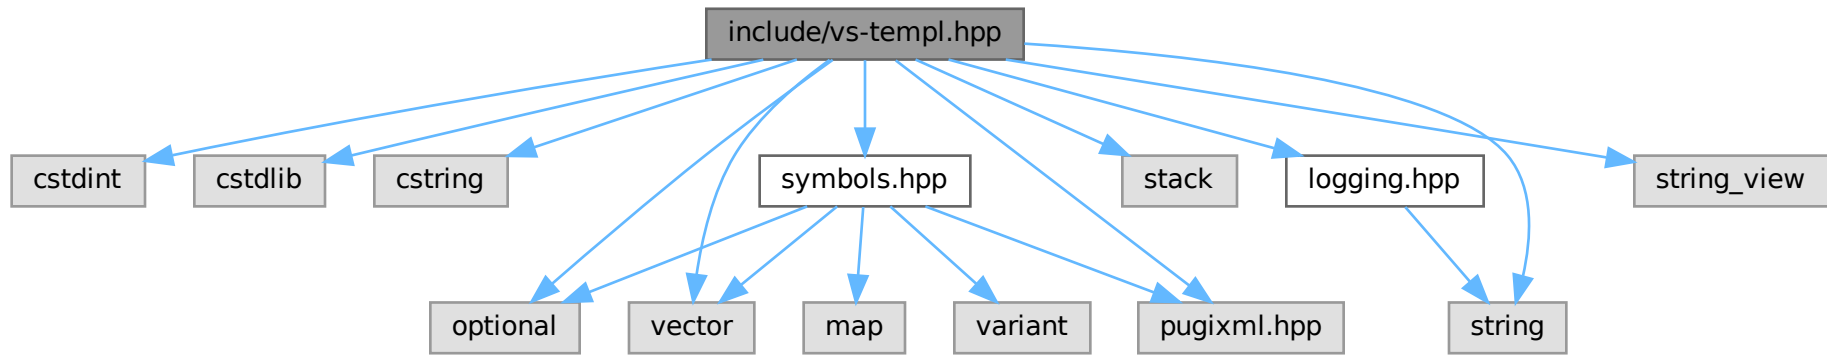 include/vs-templ.hpp
cstdint
cstdlib
cstring
symbols.hpp
stack
logging.hpp
string_view
optional
vector
map
variant
pugixml.hpp
string